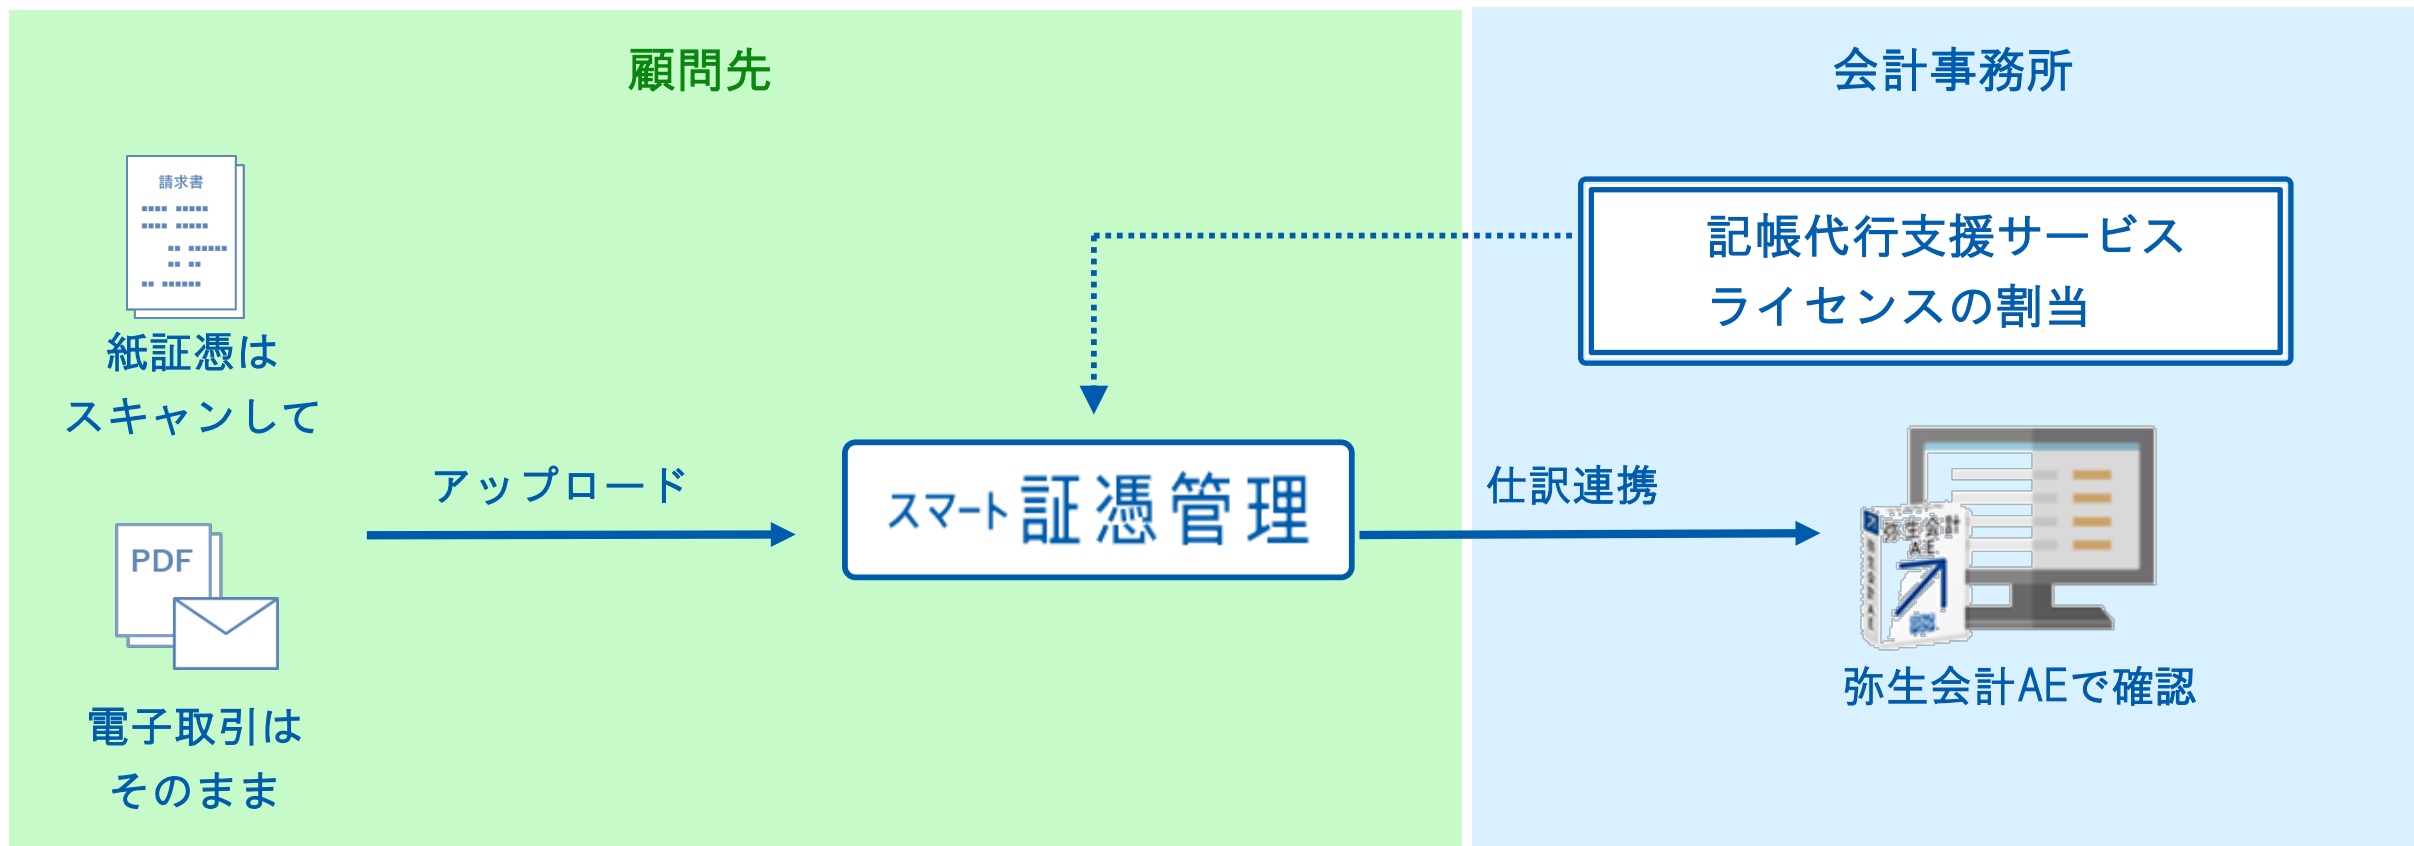 顧問先
請求書
紙証憑は
スキャンして
PDF
電子取引は
そのまま
アップロード
スマート証憑管理
会計事務所
記帳代行支援サービス
ライセンスの割当
仕訳連携
弥生会計
AE
弥生会計AEで確認